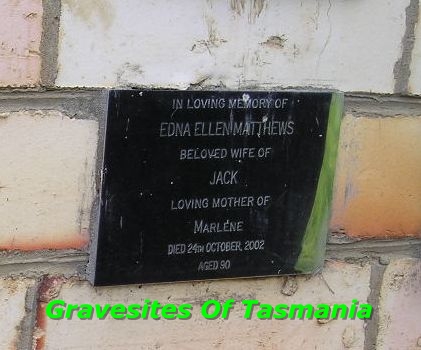 IN LOVING MEMORY OF
EDNA ELLEN MATTHEWS
BELOVED WIFE OF
JACK
LOVING MOTHER OF
MARLENE
DIED 24TH OCTOBER, 2002
AGED 90
Gravesites Of Tasmania